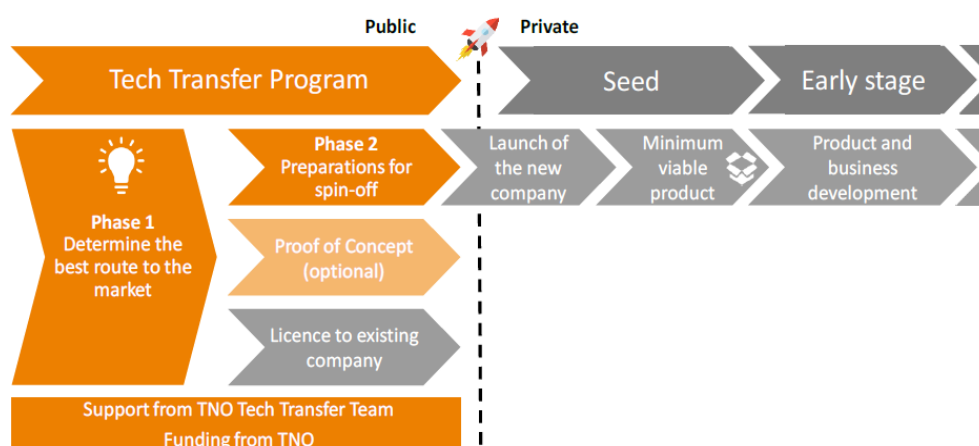 Public
Private
Tech Transfer Program
Seed
Early stage
Phase 1
Determine the
best route to the
market
Phase 2
Preparations for
spin-off
Launch of
the new
company
Minimum
viable
product
Product and
business
development
Proof of Concept
(optional)
Licence to existing
company
Support from TNO Tech Transfer Team
Funding from TNO